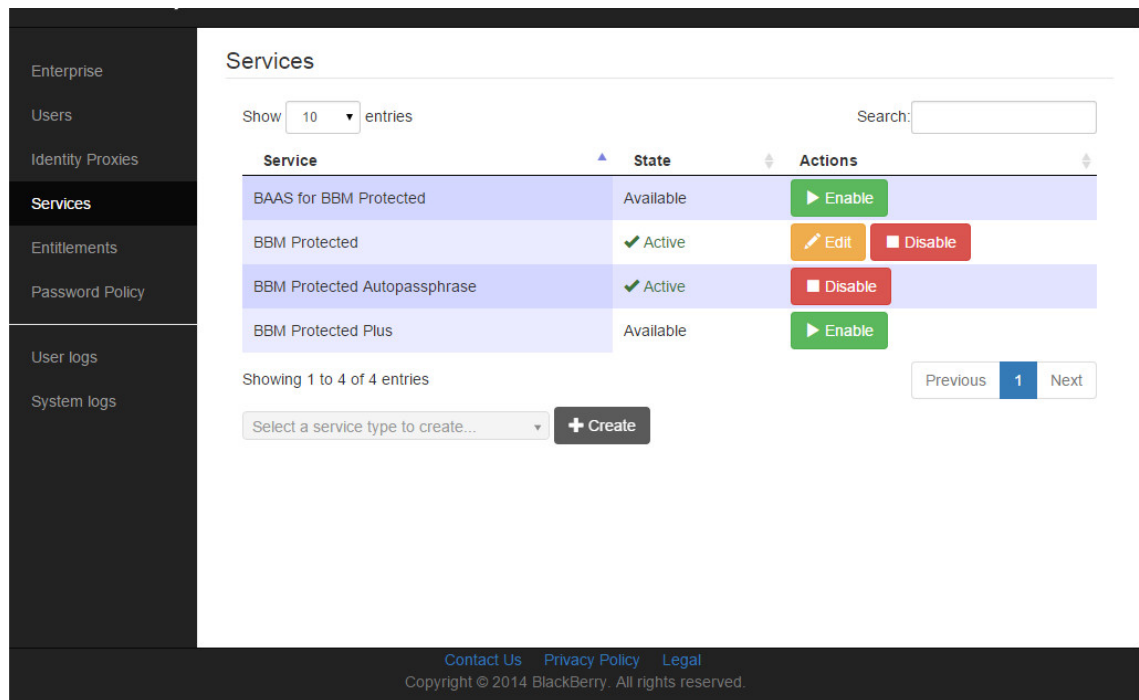 Enterprise
Users
Identity Proxies
Services
Entitlements
Password Policy
User logs
System logs
Services
Show 10 entries Search:
Service State Actions
BAAS for BBM Protected Available Enable
BBM Protected Active Edit Disable
BBM Protected Autopassphrase Active Disable
BBM Protected Plus Available Enable
Showing 1 to 4 of 4 entries Previous 1 Next
Select a service type to create... Create
Contact Us Privacy Policy Legal
Copyright © 2014 BlackBerry. All rights reserved.